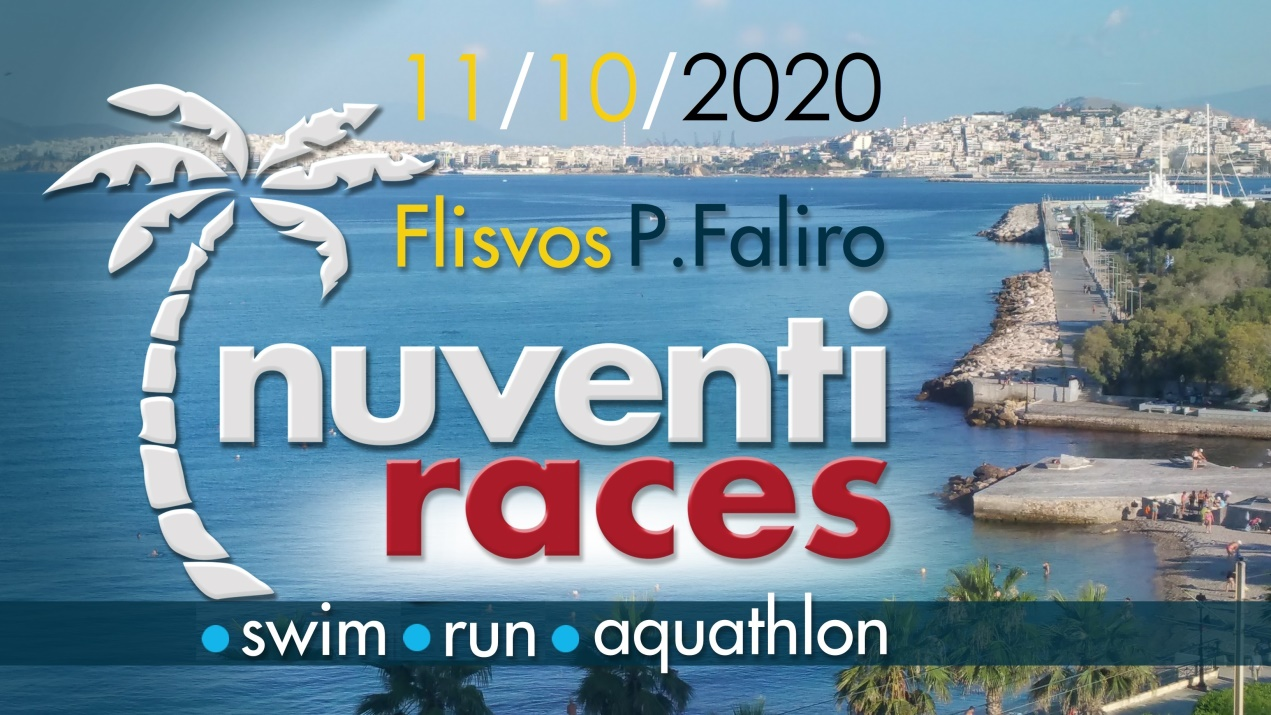 11/10/2020
Flisvos P.Faliro
nuventi
races
• swim • run • aquathlon